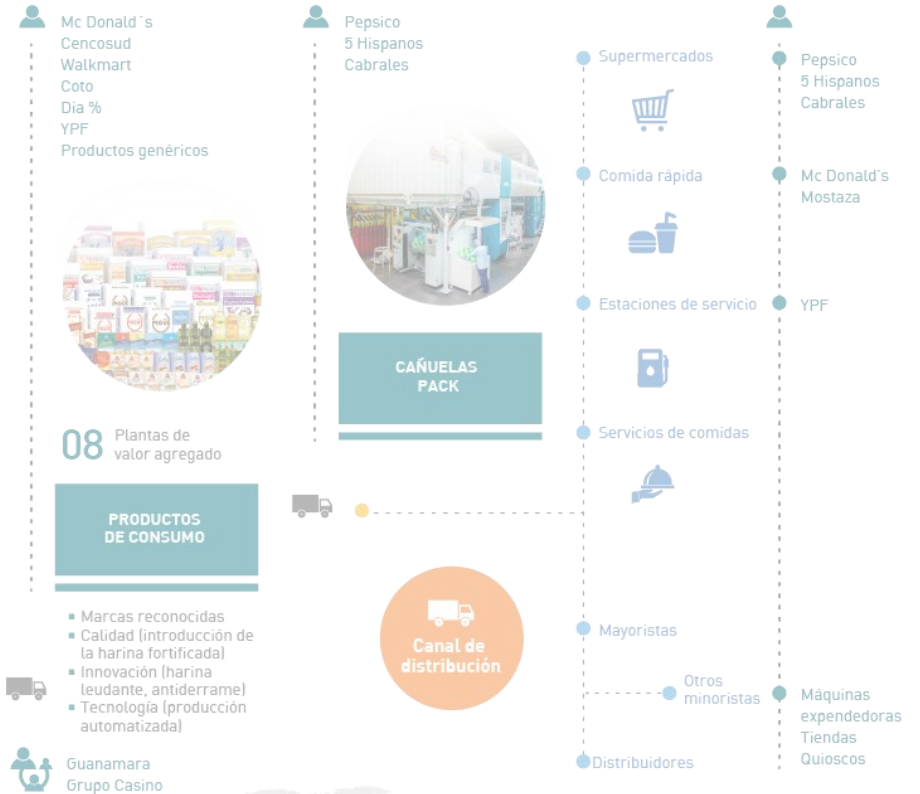 Mc Donald´s
Cencosud
Walkmart
Coto
Dia %
YPF
Productos genéricos
08
Plantas de
valor agregado
PRODUCTOS
DE CONSUMO
Marcas reconocidas
Calidad (introducción de
la harina fortificada)
Innovación (harina
leudante, antiderrame)
Tecnología (producción
automatizada)
Guanamara
Grupo Casino
Pepsico
5 Hispanos
Cabrales
CAÑUELAS
PACK
Canal de
distribución
Supermercados
Comida rápida
Estaciones de servicio
Servicios de comidas
Mayoristas
Otros
minoristas
Distribuidores
Pepsico
5 Hispanos
Cabrales
Mc Donald's
Mostaza
YPF
Máquinas
expendedoras
Tiendas
Quioscos